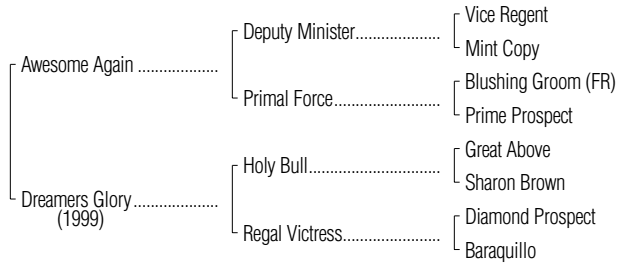 Vice Regent
Deputy Minister....................
Mint Copy
Awesome Again ...................
Blushing Groom (FR)
Primal Force.........................
Prime Prospect
Great Above
Holy Bull...............................
Sharon Brown
Dreamers Glory....................
(1999)
Diamond Prospect
Regal Victress.......................
Baraquillo